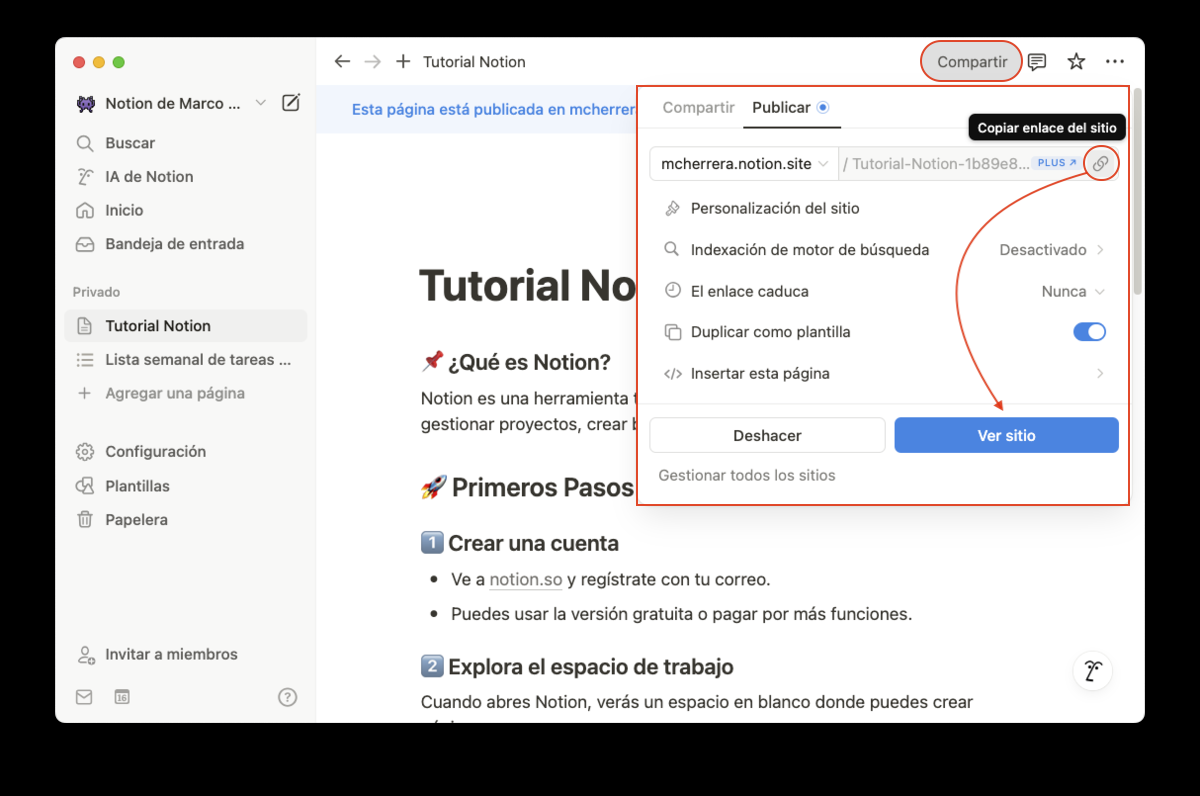 Notion de Marco ...
Buscar
IA de Notion
Inicio
Bandeja de entrada
Privado
Tutorial Notion
Lista semanal de tareas ...
Agregar una página
Configuración
Plantillas
Papelera
Invitar a miembros
16
?
Tutorial Notion
Compartir
Esta página está publicada en mcherrer
Compartir
Publicar
Copiar enlace del sitio
mcherrera.notion.site
/ Tutorial-Notion-1b89e8...
PLUS ↗
Personalización del sitio
Indexación de motor de búsqueda
Desactivado
El enlace caduca
Nunca
Duplicar como plantilla
Insertar esta página
Deshacer
Ver sitio
Gestionar todos los sitios
Tutorial No
📌 ¿Qué es Notion?
Notion es una herramienta
gestionar proyectos, crear
🚀 Primeros Pasos
1️⃣ Crear una cuenta
• Ve a notion.so y regístrate con tu correo.
• Puedes usar la versión gratuita o pagar por más funciones.
2️⃣ Explora el espacio de trabajo
Cuando abres Notion, verás un espacio en blanco donde puedes crear